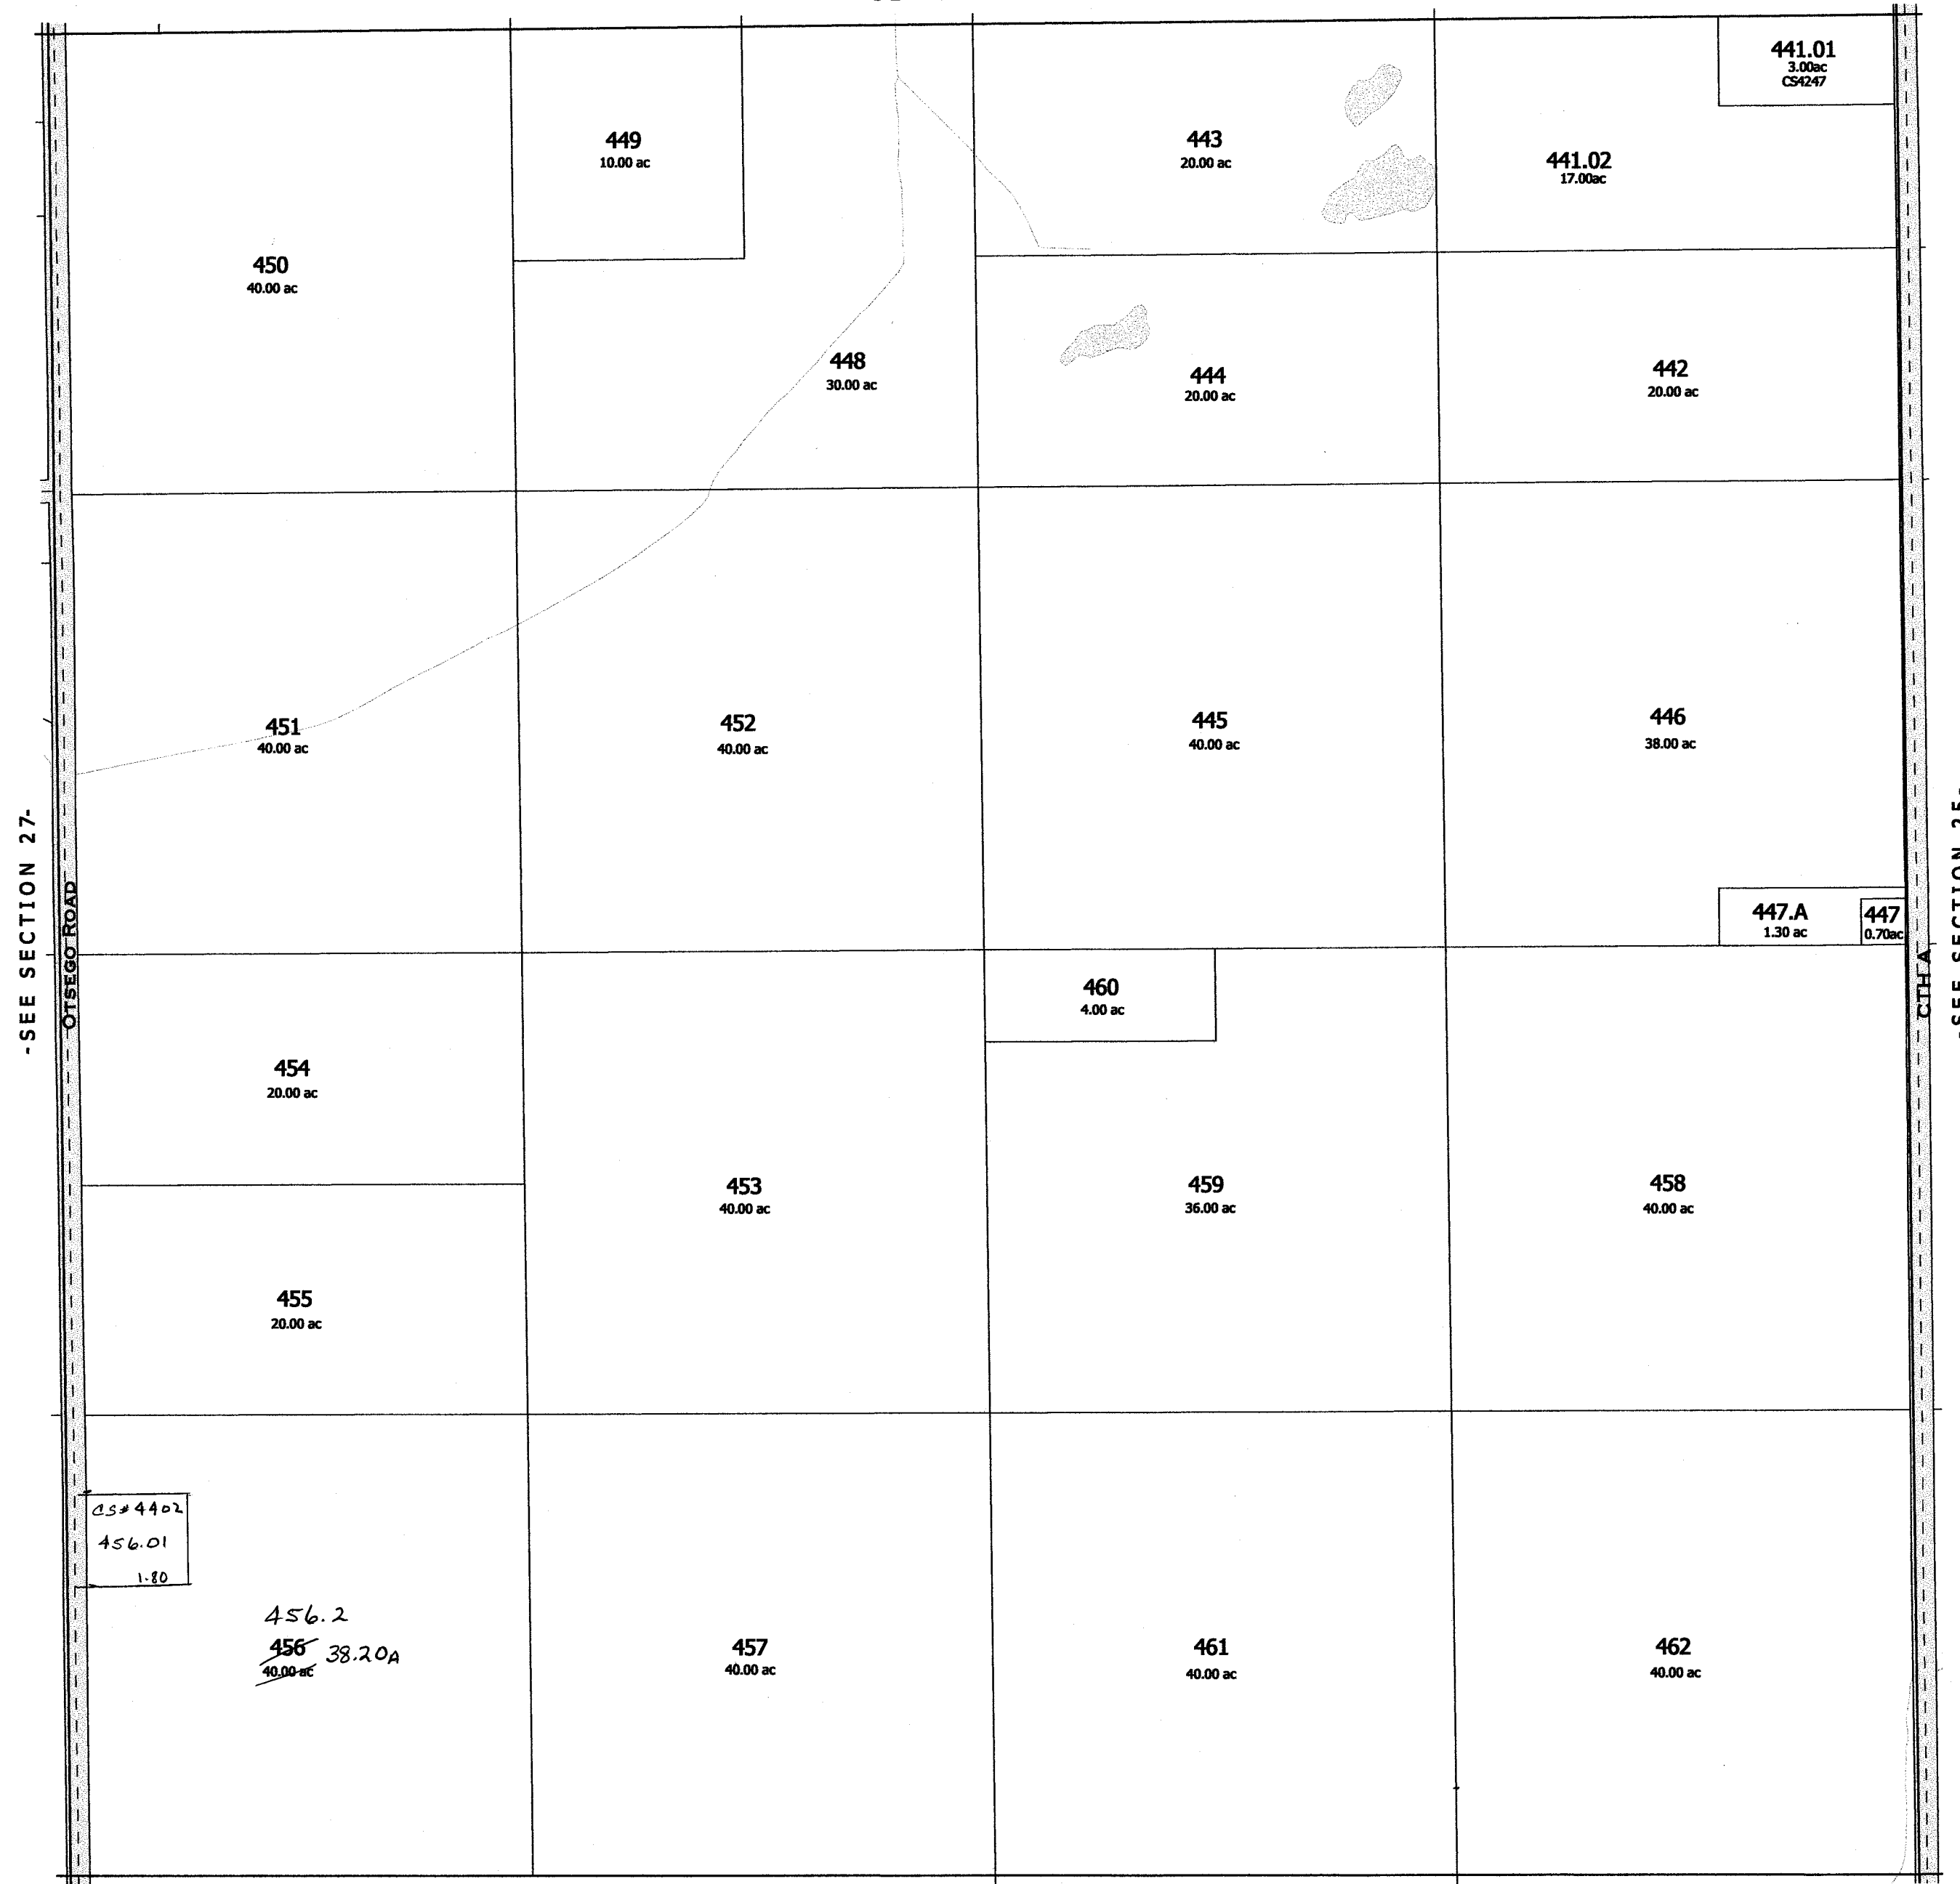 441.01
3.00ac
CS4247
449
10.00 ac
443
20.00 ac
441.02
17.00ac
450
40.00 ac
448
30.00 ac
444
20.00 ac
442
20.00 ac
451
40.00 ac
452
40.00 ac
445
40.00 ac
446
38.00 ac
-SEE SECTION 27-
OTSEGO ROAD
447.A
1.30 ac
447
0.70ac
CTH A
-SEE SECTION 25-
460
4.00 ac
454
20.00 ac
453
40.00 ac
459
36.00 ac
458
40.00 ac
455
20.00 ac
CS#4402
456.01
1.80
456.2
456
38.20A
40.00 ac
457
40.00 ac
461
40.00 ac
462
40.00 ac